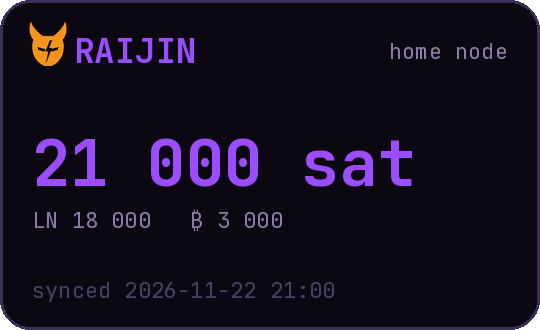 RAIJIN
home node
21 000 sat
LN 18 000 ₿ 3 000
synced 2026-11-22 21:00